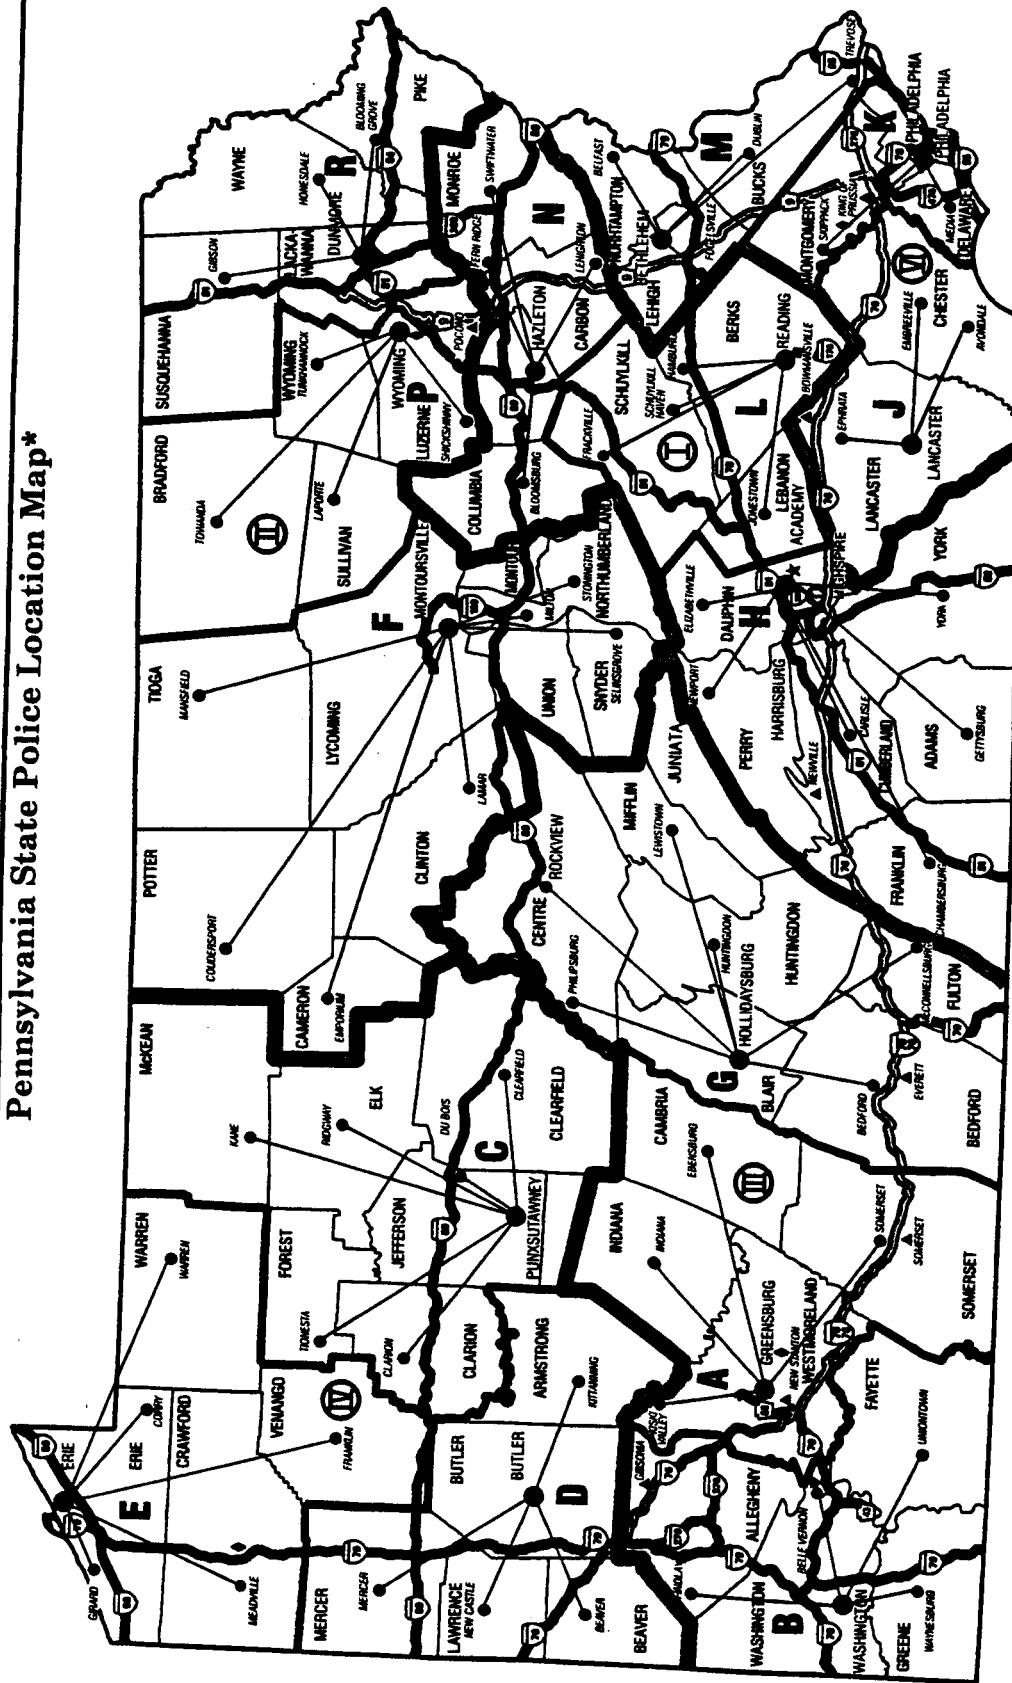 Pennsylvania State Police Location Map*
ERIE
ERIE
E
GIRARD
CORRY
MEADVILLE
CRAWFORD
WARREN
WARREN
McKEAN
KANE
POTTER
COUDERSPORT
TIOGA
MANSFIELD
BRADFORD
TOWANDA
II
SUSQUEHANNA
GIBSON
WAYNE
HONESDALE
R
PIKE
BLOOMING
GROVE
DUNMORE
LACKA
WANNA
WYOMING
TUNKHANNOCK
WYOMING
P
LUZERNE
SHICKSHINNY
SULLIVAN
LAPORTE
LYCOMING
F
MONTOURSVILLE
CAMERON
EMPORIUM
CLINTON
LAMAR
ELK
RIDGWAY
FOREST
TIONESTA
VENANGO
IV
FRANKLIN
MERCER
MERCER
CLARION
CLARION
JEFFERSON
DU BOIS
C
PUNXSUTAWNEY
CLEARFIELD
CLEARFIELD
CENTRE
ROCKVIEW
PHILIPSBURG
UNION
SNYDER
SELINSGROVE
MILTON
MONTOUR
STONINGTON
NORTHUMBERLAND
COLUMBIA
BLOOMSBURG
POCONO
HAZLETON
FERN RIDGE
MONROE
SWIFTWATER
N
CARBON
LEHIGHTON
NORTHAMPTON
BELFAST
BETHLEHEM
LEHIGH
FOGELSVILLE
M
BUCKS
DUBLIN
TREVOSE
SCHUYLKILL
FRACKVILLE
SCHUYLKILL
HAVEN
HAMBURG
I
L
BERKS
READING
BOWMANSVILLE
JONESTOWN
LEBANON
ACADEMY
MONTGOMERY
SKIPPACK
KING OF
PRUSSIA
K
PHILADELPHIA
PHILADELPHIA
MEDIA
DELAWARE
VI
CHESTER
EMBREEVILLE
AVONDALE
J
EPHRATA
LANCASTER
LANCASTER
YORK
YORK
HIGHSPIRE
H
DAUPHIN
ELIZABETHVILLE
HARRISBURG
PERRY
NEWPORT
JUNIATA
MIFFLIN
LEWISTOWN
NEWVILLE
CARLISLE
CUMBERLAND
ADAMS
GETTYSBURG
FRANKLIN
CHAMBERSBURG
FULTON
McCONNELLSBURG
HUNTINGDON
HUNTINGDON
HOLLIDAYSBURG
G
BLAIR
BEDFORD
EVERETT
BEDFORD
CAMBRIA
EBENSBURG
III
INDIANA
INDIANA
SOMERSET
SOMERSET
SOMERSET
LAWRENCE
NEW CASTLE
BUTLER
BUTLER
D
ARMSTRONG
KITTANNING
BEAVER
BEAVER
GIBSONIA
KISKI
VALLEY
A
GREENSBURG
NEW STANTON
WESTMORELAND
FINDLAY
ALLEGHENY
BELLE VERNON
WASHINGTON
B
WASHINGTON
GREENE
WAYNESBURG
FAYETTE
UNIONTOWN